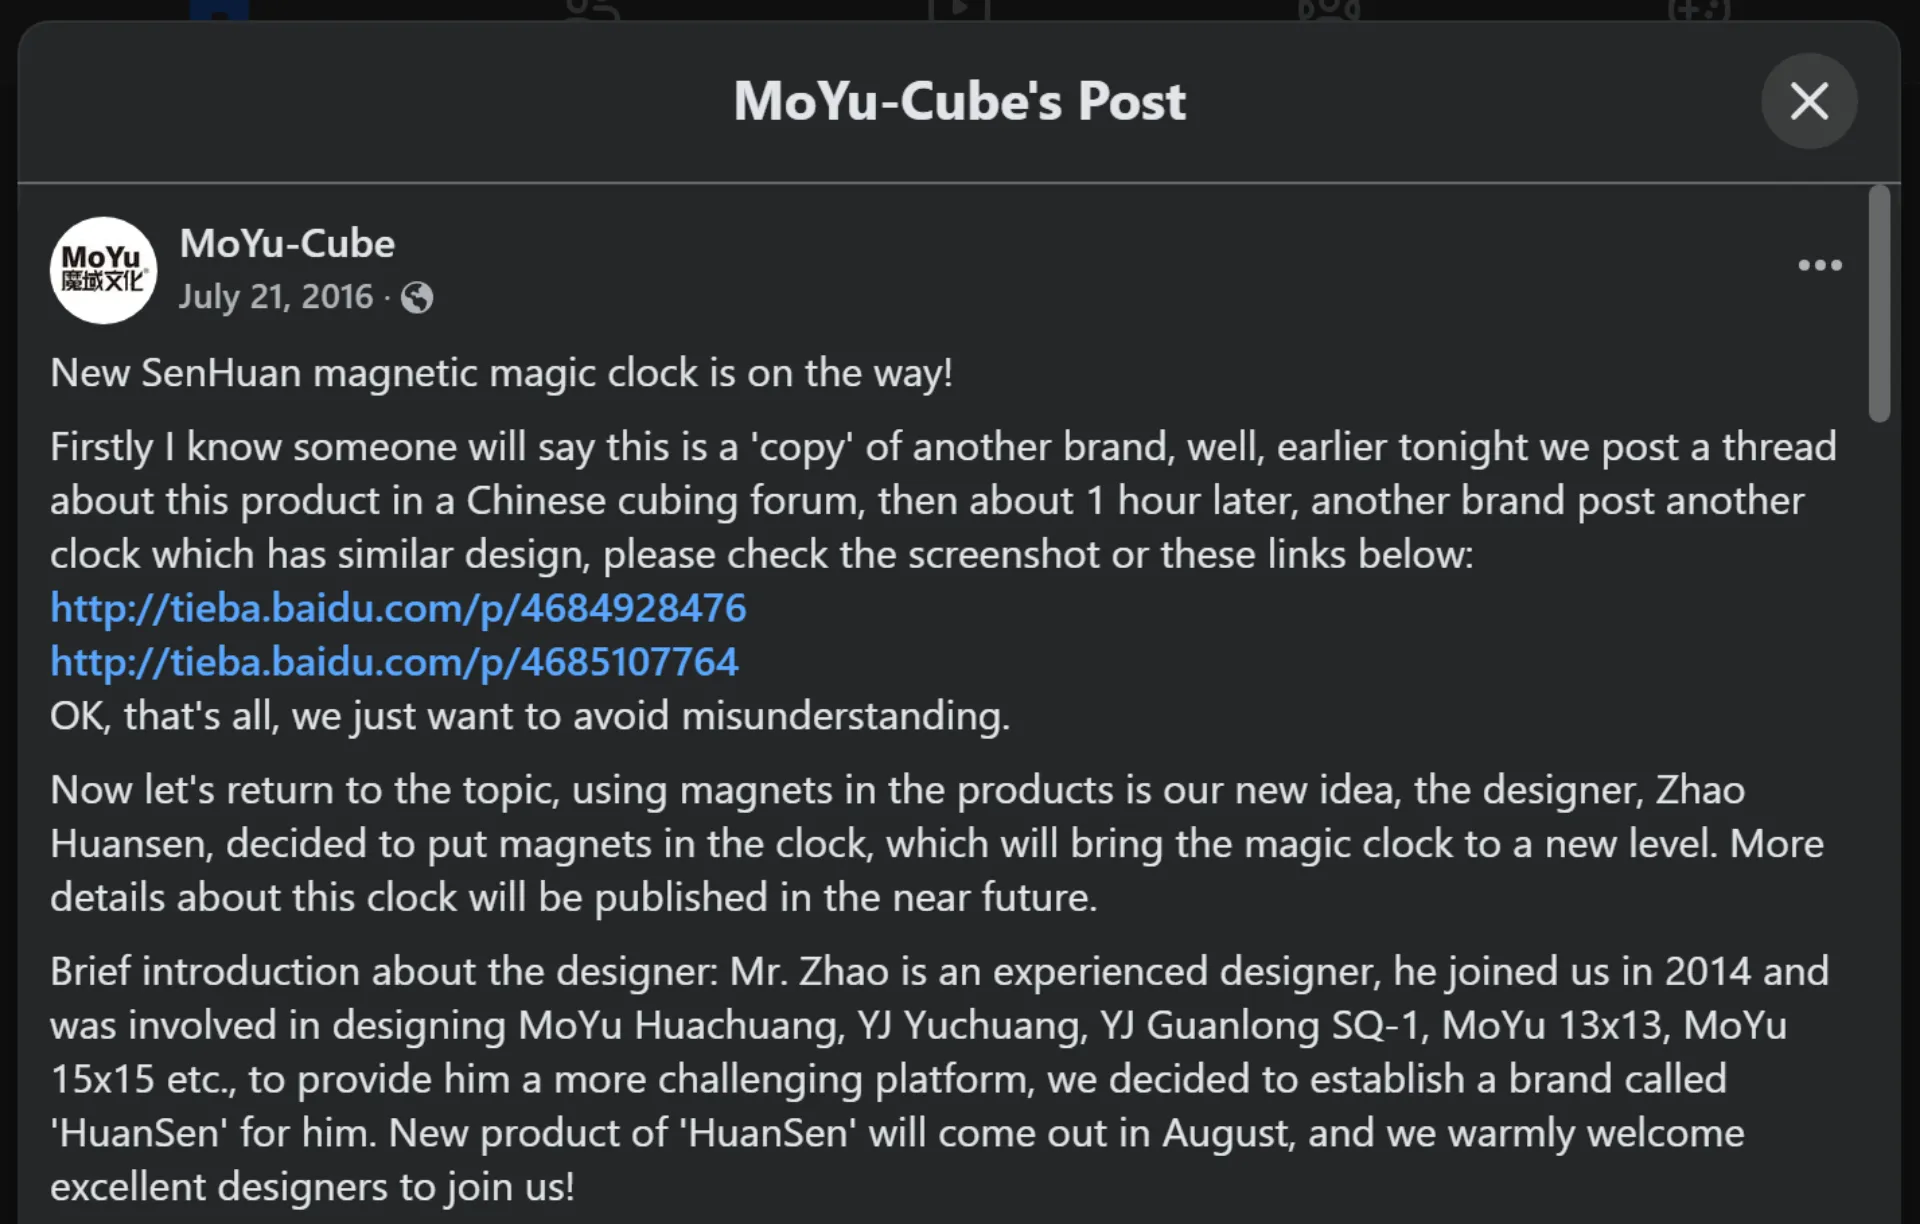 MoYu-Cube's Post
MoYu
魔域文化
MoYu-Cube
July 21, 2016 ·
New SenHuan magnetic magic clock is on the way!
Firstly I know someone will say this is a 'copy' of another brand, well, earlier tonight we post a thread
about this product in a Chinese cubing forum, then about 1 hour later, another brand post another
clock which has similar design, please check the screenshot or these links below:
http://tieba.baidu.com/p/4684928476
http://tieba.baidu.com/p/4685107764
OK, that's all, we just want to avoid misunderstanding.
Now let's return to the topic, using magnets in the products is our new idea, the designer, Zhao
Huansen, decided to put magnets in the clock, which will bring the magic clock to a new level. More
details about this clock will be published in the near future.
Brief introduction about the designer: Mr. Zhao is an experienced designer, he joined us in 2014 and
was involved in designing MoYu Huachuang, YJ Yuchuang, YJ Guanlong SQ-1, MoYu 13x13, MoYu
15x15 etc., to provide him a more challenging platform, we decided to establish a brand called
'HuanSen' for him. New product of 'HuanSen' will come out in August, and we warmly welcome
excellent designers to join us!